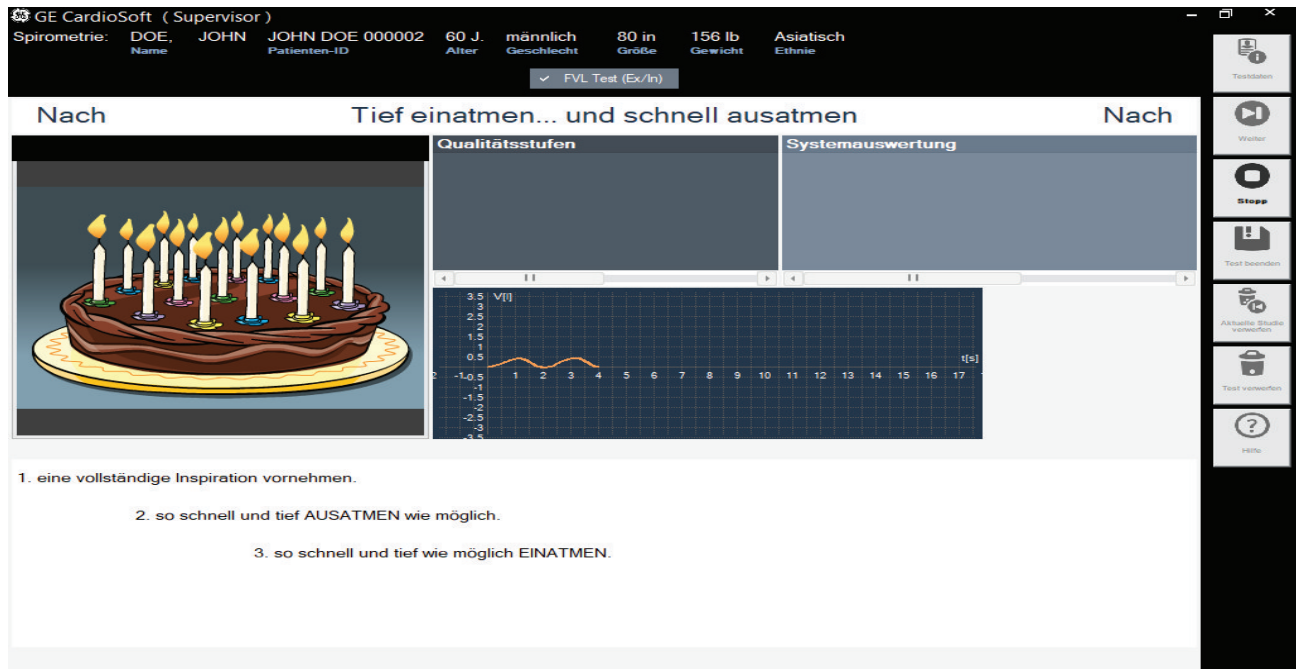 GE CardioSoft ( Supervisor )
Spirometrie: DOE, JOHN JOHN DOE 000002 60 J. männlich 80 in 156 lb Asiatisch
Name Patienten-ID Alter Geschlecht Größe Gewicht Ethnie
FVL Test (Ex/In)
Nach Tief einatmen... und schnell ausatmen Nach
Qualitätsstufen Systemauswertung
3.5 V[l]
3
2.5
2
1.5
1
0.5 t[s]
2 -1 -0.5 1 2 3 4 5 6 7 8 9 10 11 12 13 14 15 16 17
-1
-1.5
-2
-2.5
-3
-3.5
1. eine vollständige Inspiration vornehmen.
2. so schnell und tief AUSATMEN wie möglich.
3. so schnell und tief wie möglich EINATMEN.
Testdaten
Weiter
Stopp
Test beenden
Aktuelle Studie
verwerfen
Test verwerfen
Hilfe